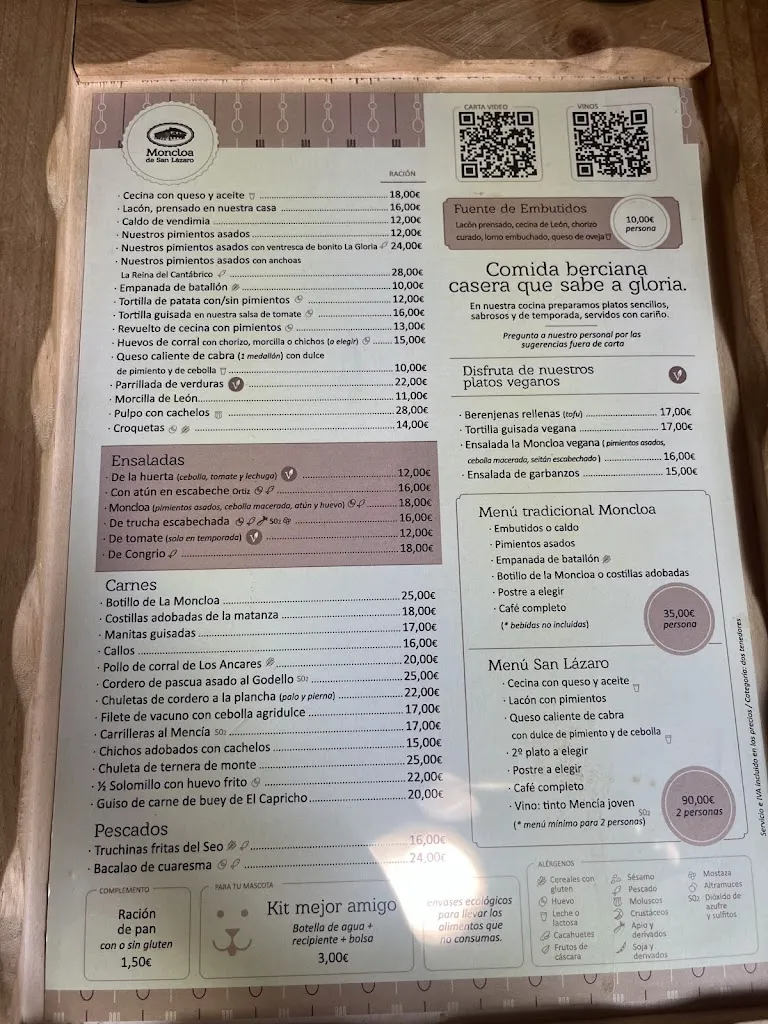 Moncloa
de San Lázaro
RACIÓN
· Cecina con queso y aceite 18,00€
· Lacón, prensado en nuestra casa 16,00€
· Caldo de vendimia 12,00€
· Nuestros pimientos asados 12,00€
· Nuestros pimientos asados con ventresca de bonito La Gloria 24,00€
· Nuestros pimientos asados con anchoas
La Reina del Cantábrico 28,00€
· Empanada de batallón 10,00€
· Tortilla de patata con/sin pimientos 12,00€
· Tortilla guisada en nuestra salsa de tomate 16,00€
· Revuelto de cecina con pimientos 13,00€
· Huevos de corral con chorizo, morcilla o chichos (a elegir) 15,00€
· Queso caliente de cabra (1 medallón) con dulce
de pimiento y de cebolla 10,00€
· Parrillada de verduras 22,00€
· Morcilla de León 11,00€
· Pulpo con cachelos 28,00€
· Croquetas 14,00€
Ensaladas
· De la huerta (cebolla, tomate y lechuga) 12,00€
· Con atún en escabeche Ortiz 16,00€
· Moncloa (pimientos asados, cebolla macerada, atún y huevo) 18,00€
· De trucha escabechada SO2 16,00€
· De tomate (solo en temporada) 12,00€
· De Congrio 18,00€
Carnes
· Botillo de La Moncloa 25,00€
· Costillas adobadas de la matanza 18,00€
· Manitas guisadas 17,00€
· Callos 16,00€
· Pollo de corral de Los Ancares 20,00€
· Cordero de pascua asado al Godello SO2 25,00€
· Chuletas de cordero a la plancha (palo y pierna) 22,00€
· Filete de vacuno con cebolla agridulce 17,00€
· Carrilleras al Mencía SO2 17,00€
· Chichos adobados con cachelos 15,00€
· Chuleta de ternera de monte 25,00€
· ½ Solomillo con huevo frito 22,00€
· Guiso de carne de buey de El Capricho 20,00€
Pescados
· Truchinas fritas del Seo 16,00€
· Bacalao de cuaresma 24,00€
COMPLEMENTO
Ración
de pan
con o sin gluten
1,50€
PARA TU MASCOTA
Kit mejor amigo
Botella de agua +
recipiente + bolsa
3,00€
envases ecológicos
para llevar los
alimentos que
no consumas.
CARTA VIDEO
VINOS
Fuente de Embutidos
Lacón prensado, cecina de León, chorizo
curado, lomo embuchado, queso de oveja
10,00€
persona
Comida berciana
casera que sabe a gloria.
En nuestra cocina preparamos platos sencillos,
sabrosos y de temporada, servidos con cariño.
Pregunta a nuestro personal por las
sugerencias fuera de carta
Disfruta de nuestros
platos veganos
· Berenjenas rellenas (tofu) 17,00€
· Tortilla guisada vegana 17,00€
· Ensalada la Moncloa vegana (pimientos asados,
cebolla macerada, seitán escabechado) 16,00€
· Ensalada de garbanzos 15,00€
Menú tradicional Moncloa
· Embutidos o caldo
· Pimientos asados
· Empanada de batallón
· Botillo de la Moncloa o costillas adobadas
· Postre a elegir
· Café completo
(* bebidas no incluidas)
35,00€
persona
Menú San Lázaro
· Cecina con queso y aceite
· Lacón con pimientos
· Queso caliente de cabra
con dulce de pimiento y de cebolla
· 2º plato a elegir
· Postre a elegir
· Café completo
· Vino: tinto Mencía joven SO2
(* menú mínimo para 2 personas)
90,00€
2 personas
Servicio e IVA incluido en los precios / Categoría: dos tenedores
ALÉRGENOS
Cereales con
gluten
Huevo
Leche o
lactosa
Cacahuetes
Frutos de
cáscara
Sésamo
Pescado
Moluscos
Crustáceos
Apio y
derivados
Soja y
derivados
Mostaza
Altramuces
SO2 Dióxido de
azufre
y sulfitos